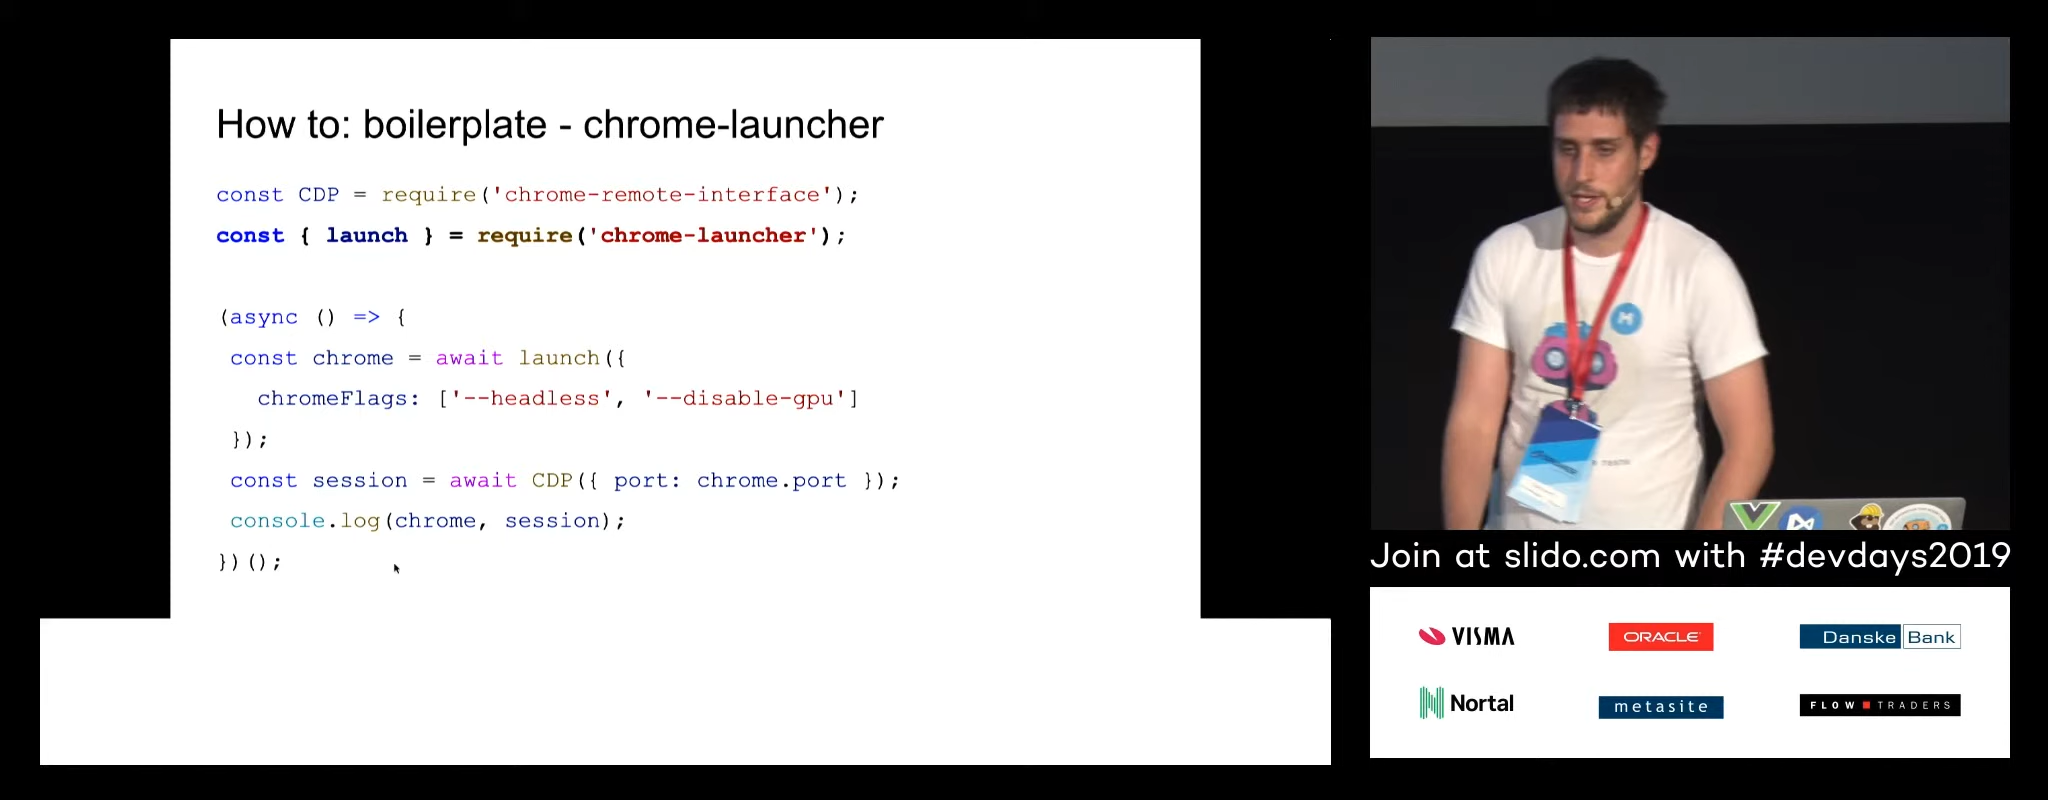 How to: boilerplate - chrome-launcher
const CDP = require('chrome-remote-interface');
const { launch } = require('chrome-launcher');
(async () => {
const chrome = await launch({
chromeFlags: ['--headless', '--disable-gpu']
});
const session = await CDP({ port: chrome.port });
console.log(chrome, session);
})();
Join at slido.com with #devdays2019
VISMA
ORACLE
Danske Bank
Nortal
metasite
FLOW TRADERS